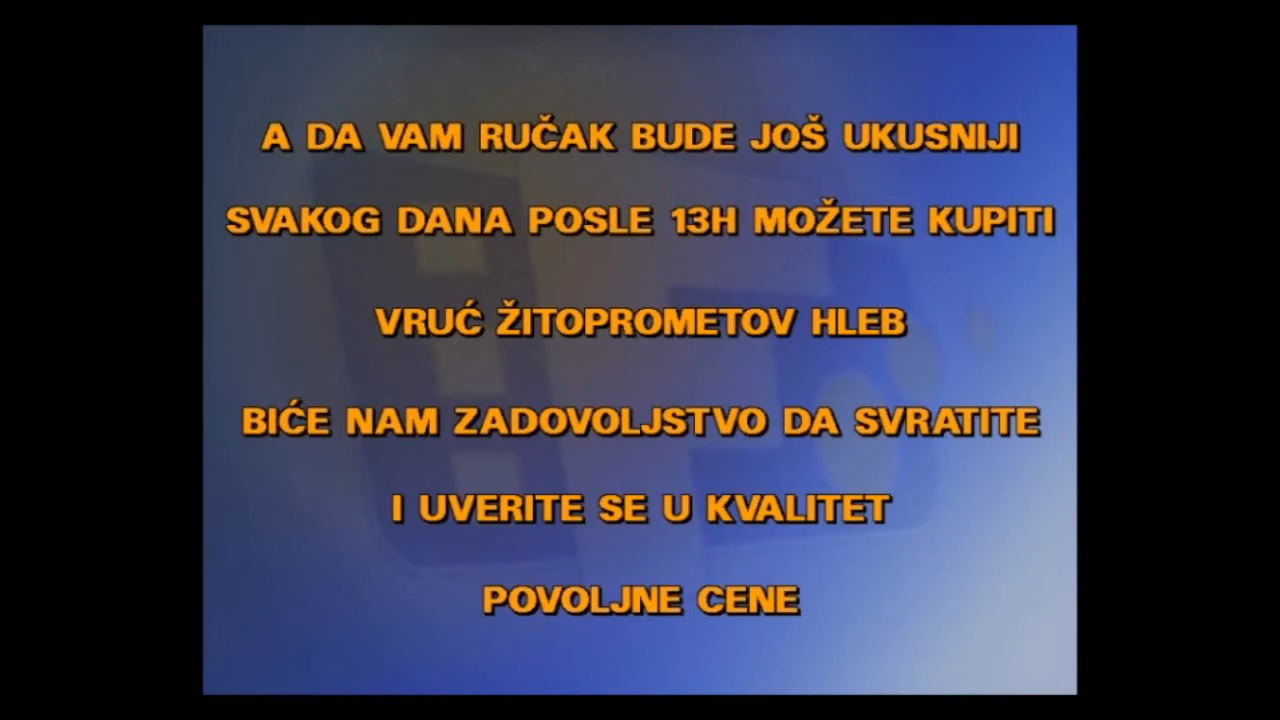 A DA VAM RUČAK BUDE JOŠ UKUSNIJI
SVAKOG DANA POSLE 13H MOŽETE KUPITI
VRUĆ ŽITOPROMETOV HLEB
BIĆE NAM ZADOVOLJSTVO DA SVRATITE
I UVERITE SE U KVALITET
POVOLJNE CENE